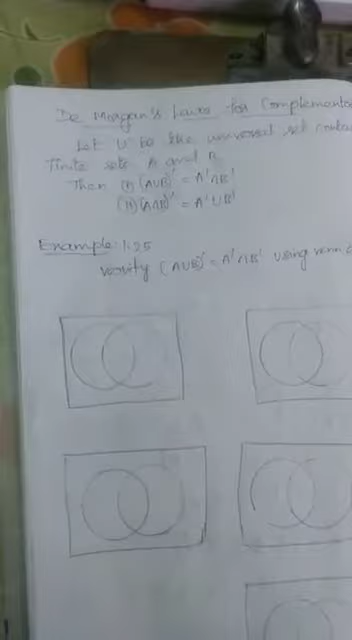 De Morgan's Laws for Complementa
Let U be the universal set contai
finite sets A and B.
Then (i) (A∪B)' = A'∩B'
(ii) (A∩B)' = A'∪B'
Example: 1.25
verify (A∪B)' = A'∩B' using venn d